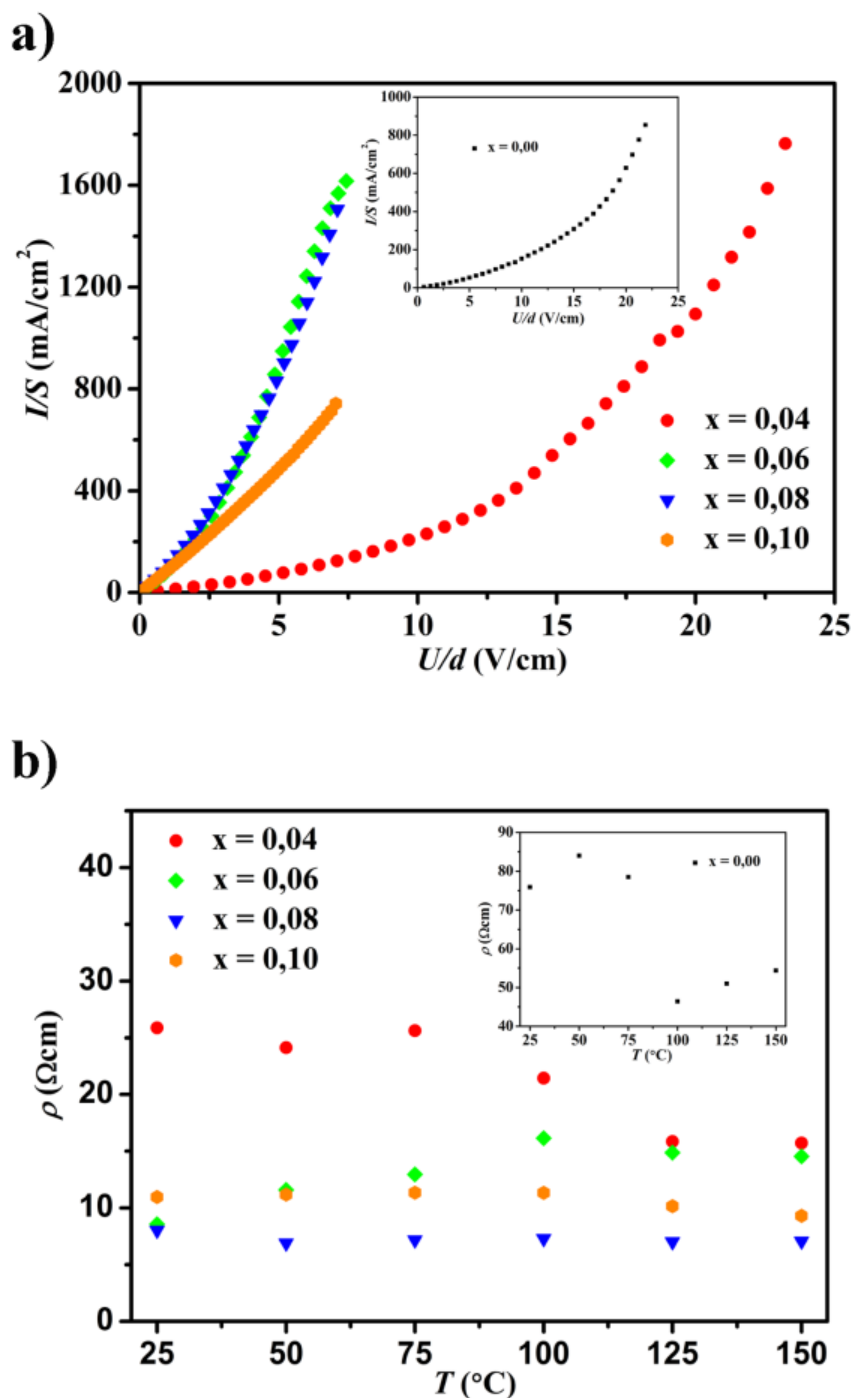 a)
2000
1600
1200
800
400
0
I/S (mA/cm²)
0 5 10 15 20 25
U/d (V/cm)
x = 0,04
x = 0,06
x = 0,08
x = 0,10
1000
800
600
400
200
0
I/S (mA/cm²)
x = 0,00
0 5 10 15 20 25
U/d (V/cm)
b)
40
30
20
10
0
ρ (Ωcm)
x = 0,04
x = 0,06
x = 0,08
x = 0,10
25 50 75 100 125 150
T (°C)
90
80
70
60
50
40
ρ (Ωcm)
x = 0,00
25 50 75 100 125 150
T (°C)